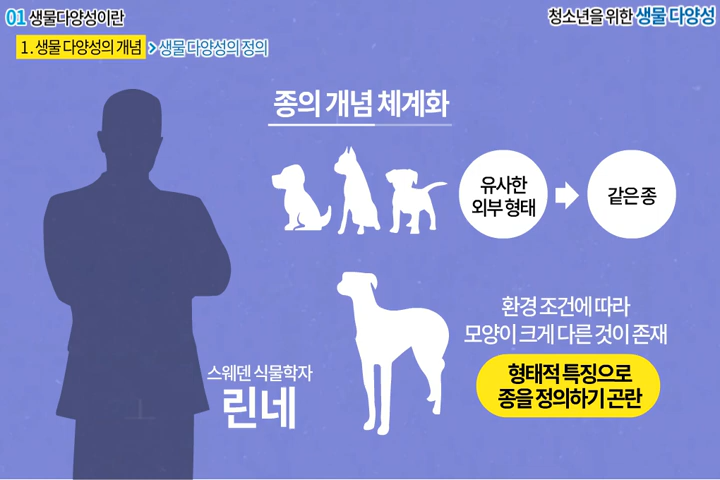 01 생물다양성이란
청소년을 위한 생물 다양성
1. 생물 다양성의 개념 > 생물 다양성의 정의
종의 개념 체계화
유사한
외부 형태
같은 종
환경 조건에 따라
모양이 크게 다른 것이 존재
형태적 특징으로
종을 정의하기 곤란
스웨덴 식물학자
린네